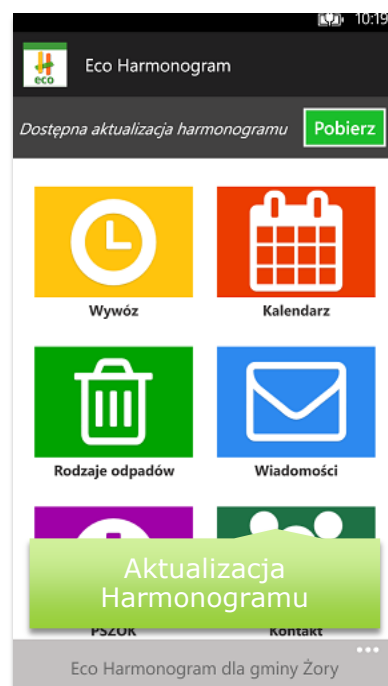 10:19
eco
Eco Harmonogram
Dostępna aktualizacja harmonogramu
Pobierz
Wywóz
Kalendarz
Rodzaje odpadów
Wiadomości
Aktualizacja
Harmonogramu
PSZOK
Kontakt
Eco Harmonogram dla gminy Żory